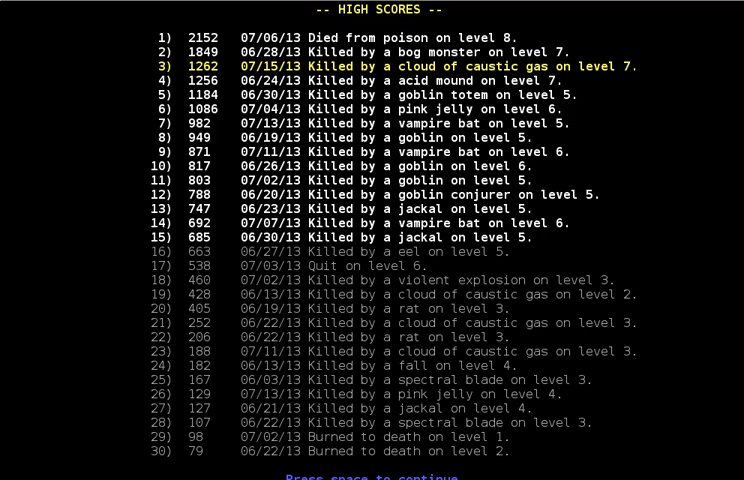 -- HIGH SCORES --
1) 2152 07/06/13 Died from poison on level 8.
2) 1849 06/28/13 Killed by a bog monster on level 7.
3) 1262 07/15/13 Killed by a cloud of caustic gas on level 7.
4) 1256 06/24/13 Killed by a acid mound on level 7.
5) 1184 06/30/13 Killed by a goblin totem on level 5.
6) 1086 07/04/13 Killed by a pink jelly on level 6.
7) 982 07/13/13 Killed by a vampire bat on level 5.
8) 949 06/19/13 Killed by a goblin on level 5.
9) 871 07/11/13 Killed by a vampire bat on level 6.
10) 817 06/26/13 Killed by a goblin on level 6.
11) 803 07/02/13 Killed by a goblin on level 5.
12) 788 06/20/13 Killed by a goblin conjurer on level 5.
13) 747 06/23/13 Killed by a jackal on level 5.
14) 692 07/07/13 Killed by a vampire bat on level 6.
15) 685 06/30/13 Killed by a jackal on level 5.
16) 663 06/27/13 Killed by a eel on level 5.
17) 538 07/03/13 Quit on level 6.
18) 460 07/02/13 Killed by a violent explosion on level 3.
19) 428 06/13/13 Killed by a cloud of caustic gas on level 2.
20) 405 06/19/13 Killed by a rat on level 3.
21) 252 06/22/13 Killed by a cloud of caustic gas on level 3.
22) 206 06/22/13 Killed by a rat on level 3.
23) 188 07/11/13 Killed by a cloud of caustic gas on level 3.
24) 182 06/13/13 Killed by a fall on level 4.
25) 167 06/03/13 Killed by a spectral blade on level 3.
26) 129 07/13/13 Killed by a pink jelly on level 4.
27) 127 06/21/13 Killed by a jackal on level 4.
28) 107 06/22/13 Killed by a spectral blade on level 3.
29) 98 07/02/13 Burned to death on level 1.
30) 79 06/22/13 Burned to death on level 2.
Press space to continue